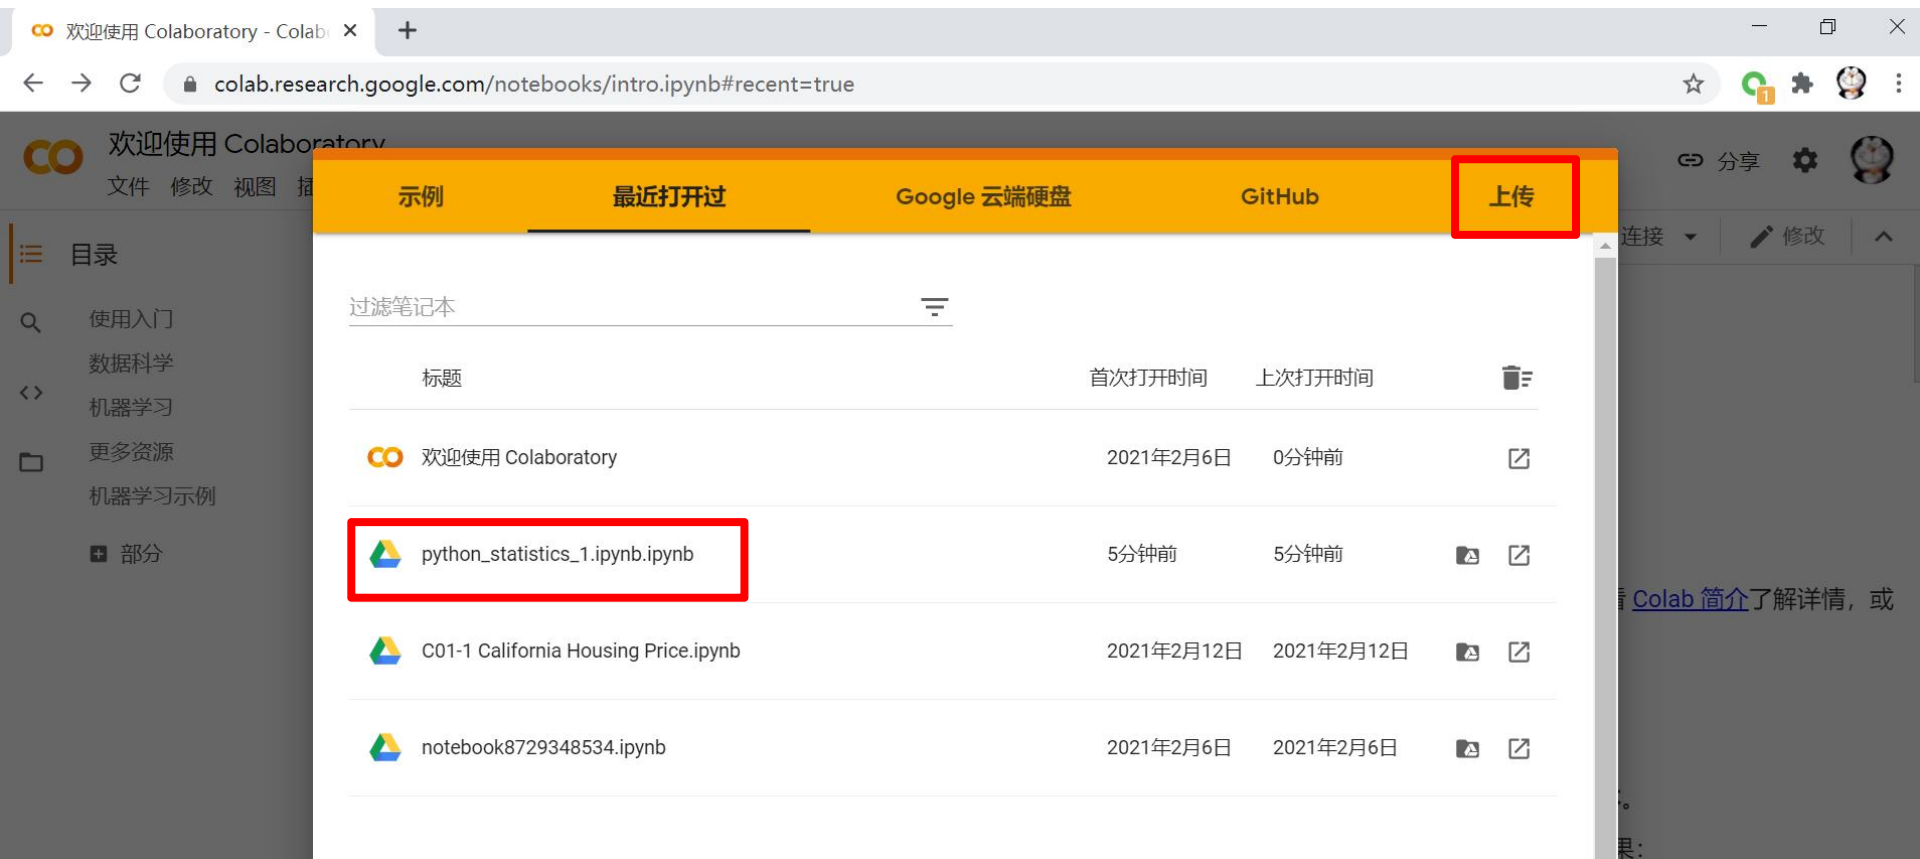 欢迎使用 Colaboratory - Colab
colab.research.google.com/notebooks/intro.ipynb#recent=true
1
欢迎使用 Colaboratory
文件 修改 视图
分享
示例 最近打开过 Google 云端硬盘 GitHub 上传
连接 修改
目录
过滤笔记本
使用入门
数据科学
标题 首次打开时间 上次打开时间
机器学习
更多资源
欢迎使用 Colaboratory 2021年2月6日 0分钟前
机器学习示例
部分
python_statistics_1.ipynb.ipynb 5分钟前 5分钟前
Colab 简介了解详情，或
C01-1 California Housing Price.ipynb 2021年2月12日 2021年2月12日
notebook8729348534.ipynb 2021年2月6日 2021年2月6日
。
果：